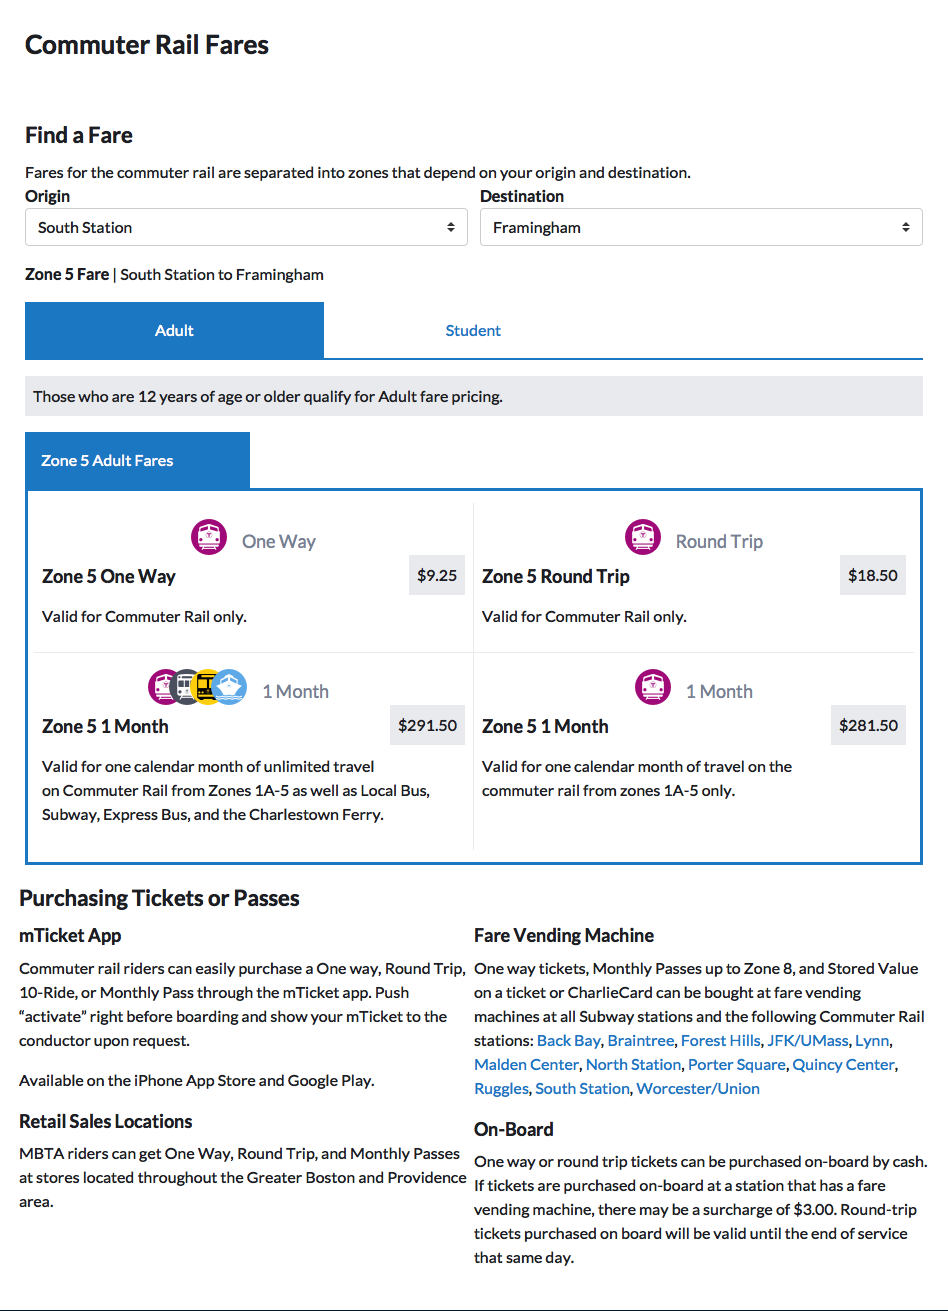 Commuter Rail Fares
Find a Fare
Fares for the commuter rail are separated into zones that depend on your origin and destination.
Origin
South Station
Destination
Framingham
Zone 5 Fare | South Station to Framingham
Adult
Student
Those who are 12 years of age or older qualify for Adult fare pricing.
Zone 5 Adult Fares
One Way
Zone 5 One Way
$9.25
Valid for Commuter Rail only.
Round Trip
Zone 5 Round Trip
$18.50
Valid for Commuter Rail only.
1 Month
Zone 5 1 Month
$291.50
Valid for one calendar month of unlimited travel
on Commuter Rail from Zones 1A-5 as well as Local Bus,
Subway, Express Bus, and the Charlestown Ferry.
1 Month
Zone 5 1 Month
$281.50
Valid for one calendar month of travel on the
commuter rail from zones 1A-5 only.
Purchasing Tickets or Passes
mTicket App
Commuter rail riders can easily purchase a One way, Round Trip,
10-Ride, or Monthly Pass through the mTicket app. Push
“activate” right before boarding and show your mTicket to the
conductor upon request.
Available on the iPhone App Store and Google Play.
Retail Sales Locations
MBTA riders can get One Way, Round Trip, and Monthly Passes
at stores located throughout the Greater Boston and Providence
area.
Fare Vending Machine
One way tickets, Monthly Passes up to Zone 8, and Stored Value
on a ticket or CharlieCard can be bought at fare vending
machines at all Subway stations and the following Commuter Rail
stations: Back Bay, Braintree, Forest Hills, JFK/UMass, Lynn,
Malden Center, North Station, Porter Square, Quincy Center,
Ruggles, South Station, Worcester/Union
On-Board
One way or round trip tickets can be purchased on-board by cash.
If tickets are purchased on-board at a station that has a fare
vending machine, there may be a surcharge of $3.00. Round-trip
tickets purchased on board will be valid until the end of service
that same day.